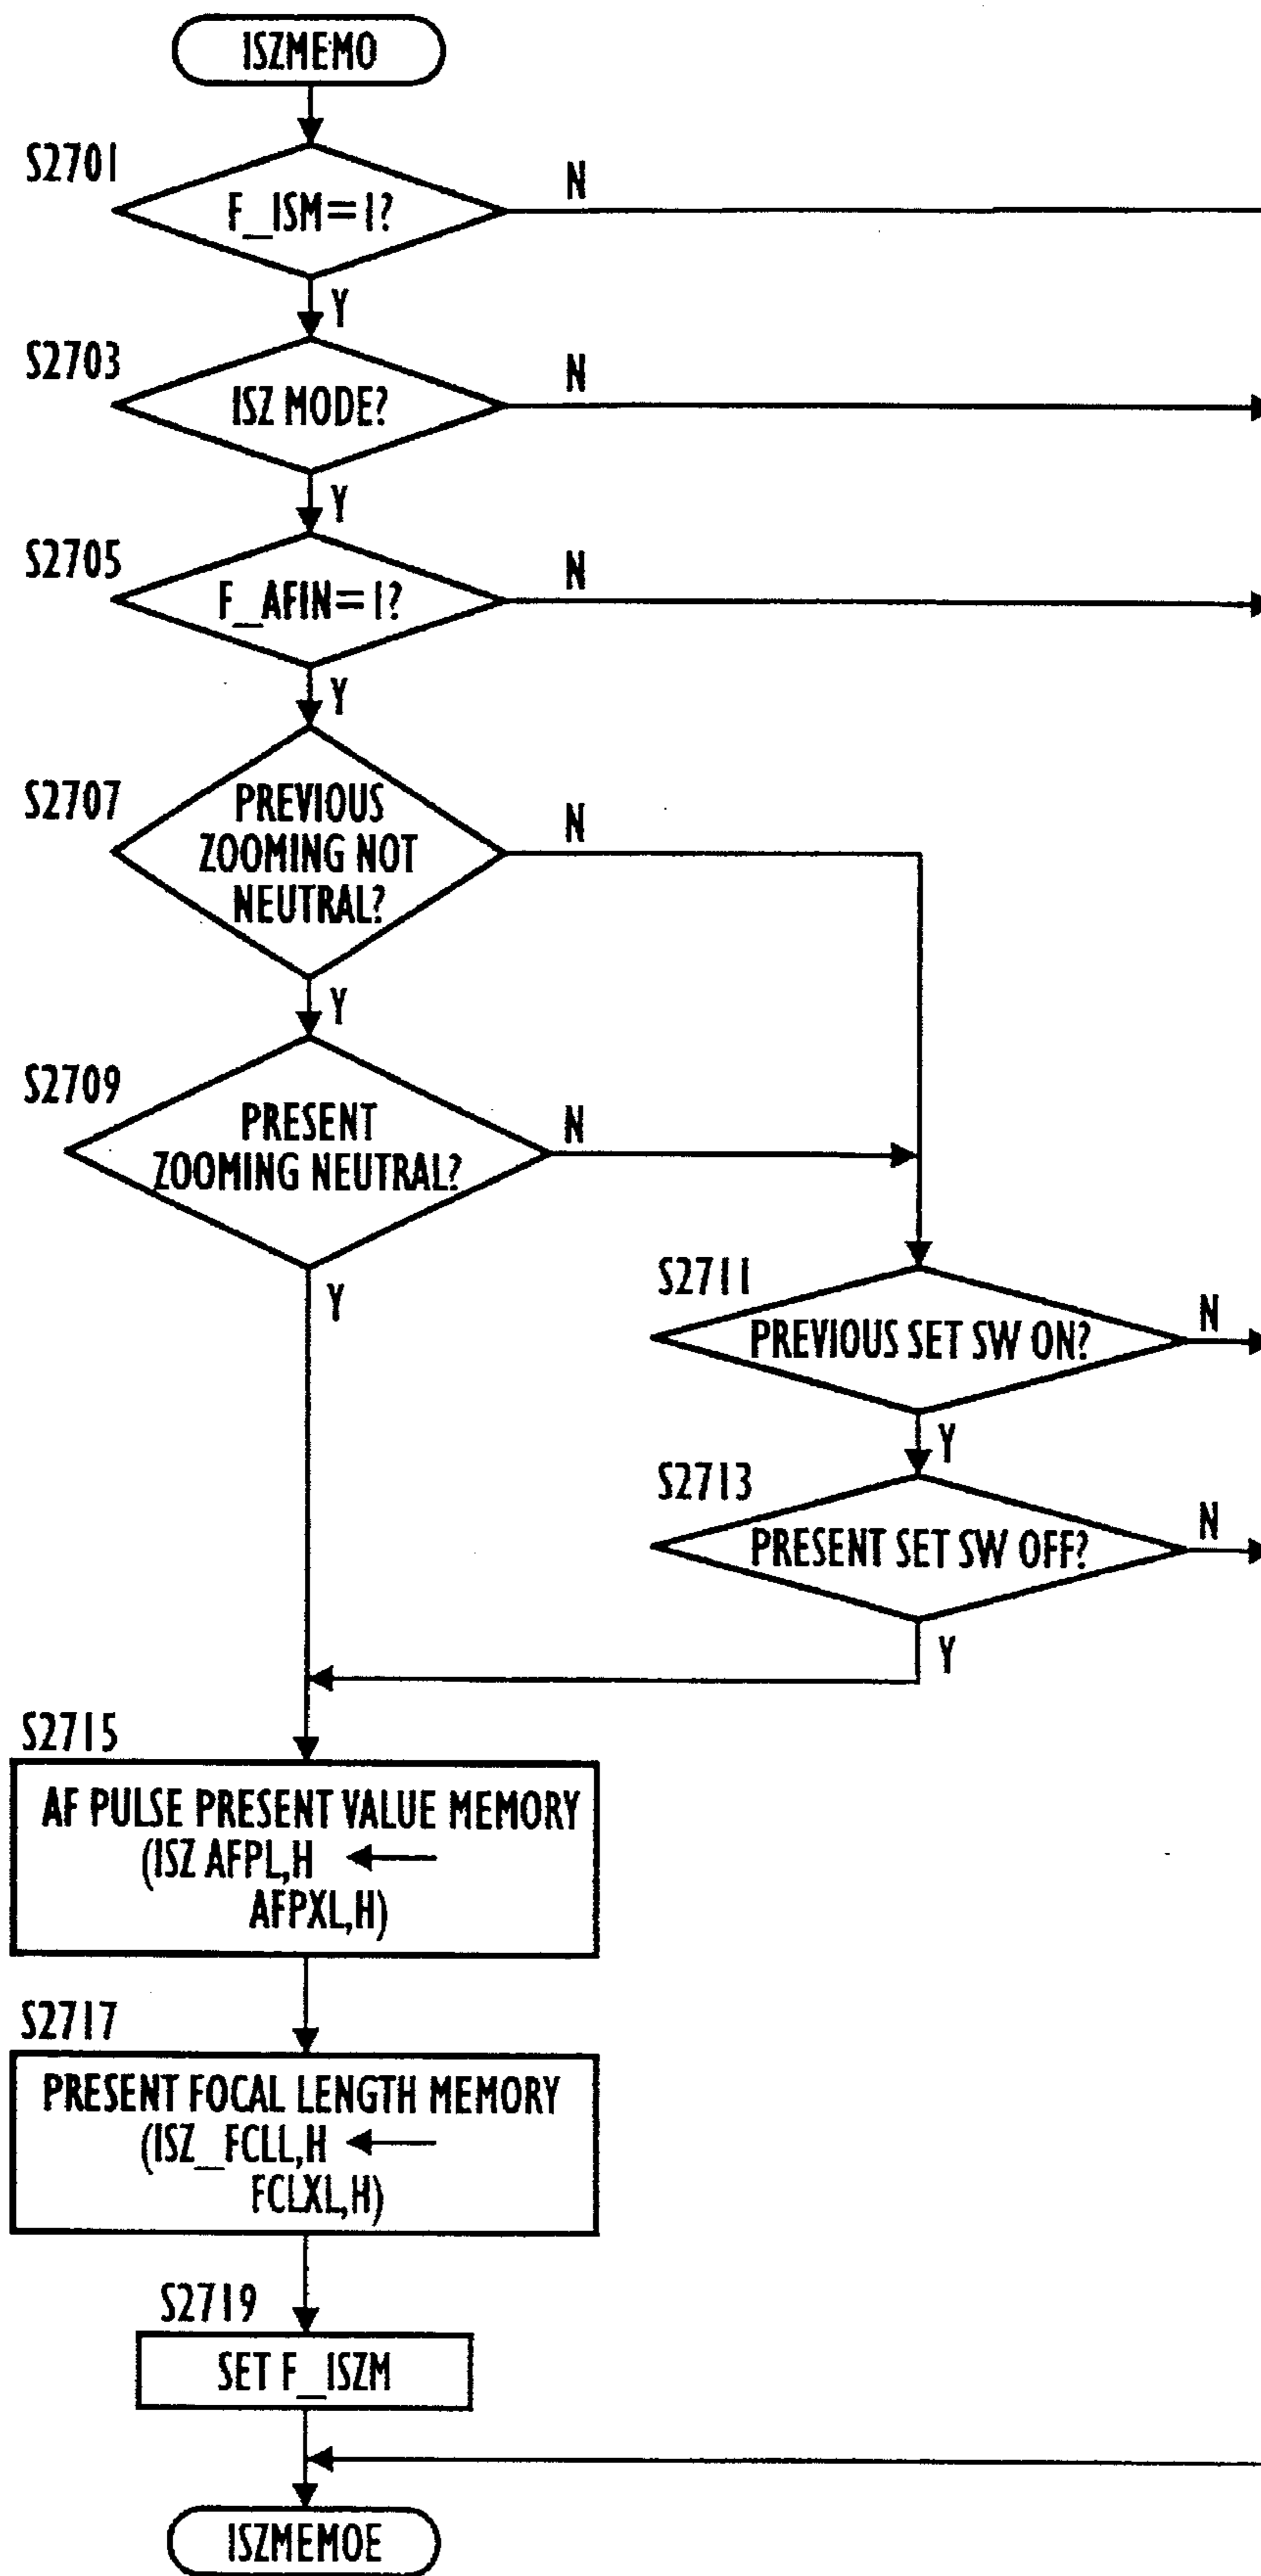 ISZMEMO
S2701
F_ISM=1?
N
Y
S2703
ISZ MODE?
N
Y
S2705
F_AFIN=1?
N
Y
S2707
PREVIOUS
ZOOMING NOT
NEUTRAL?
N
Y
S2709
PRESENT
ZOOMING NEUTRAL?
N
Y
S2711
PREVIOUS SET SW ON?
N
Y
S2713
PRESENT SET SW OFF?
N
Y
S2715
AF PULSE PRESENT VALUE MEMORY
(ISZ AFPL,H ←
AFPXL,H)
S2717
PRESENT FOCAL LENGTH MEMORY
(ISZ_FCLL,H ←
FCLXL,H)
S2719
SET F_ISZM
ISZMEMOE